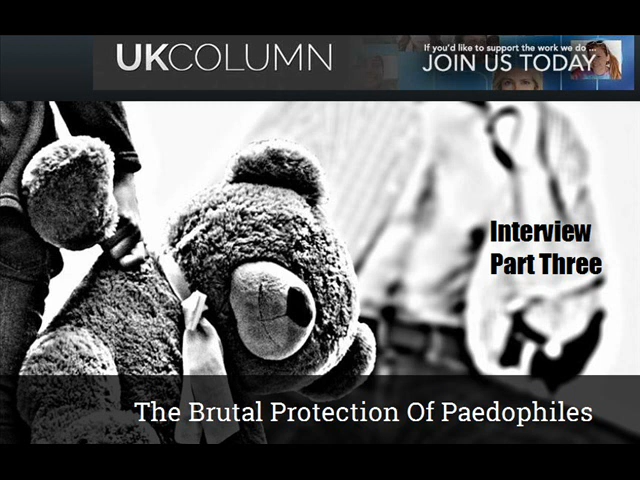 UKCOLUMN
If you'd like to support the work we do ...
JOIN US TODAY
Interview
Part Three
The Brutal Protection Of Paedophiles